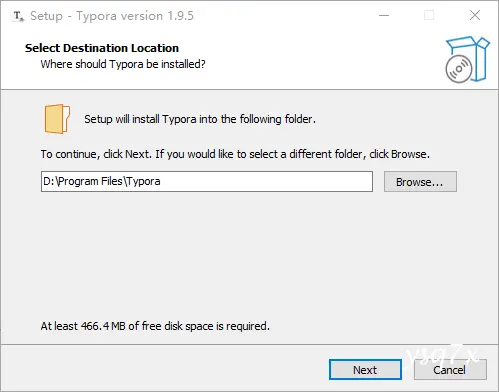 Setup - Typora version 1.9.5
Select Destination Location
Where should Typora be installed?
Setup will install Typora into the following folder.
To continue, click Next. If you would like to select a different folder, click Browse.
D:\Program Files\Typora
Browse...
At least 466.4 MB of free disk space is required.
Next
Cancel